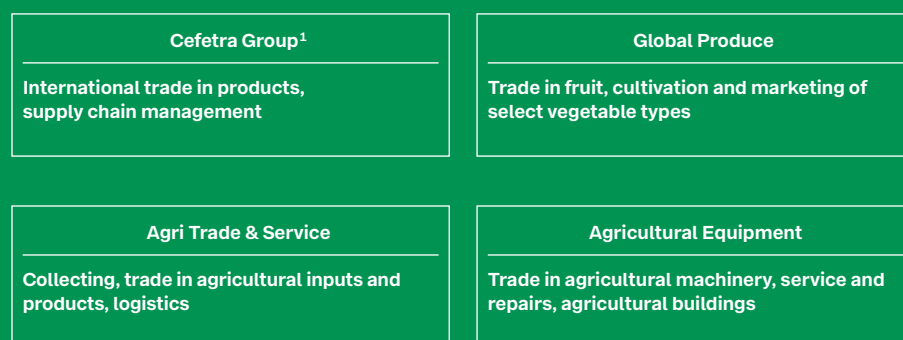 Cefetra Group¹
International trade in products,
supply chain management
Global Produce
Trade in fruit, cultivation and marketing of
select vegetable types
Agri Trade & Service
Collecting, trade in agricultural inputs and
products, logistics
Agricultural Equipment
Trade in agricultural machinery, service and
repairs, agricultural buildings